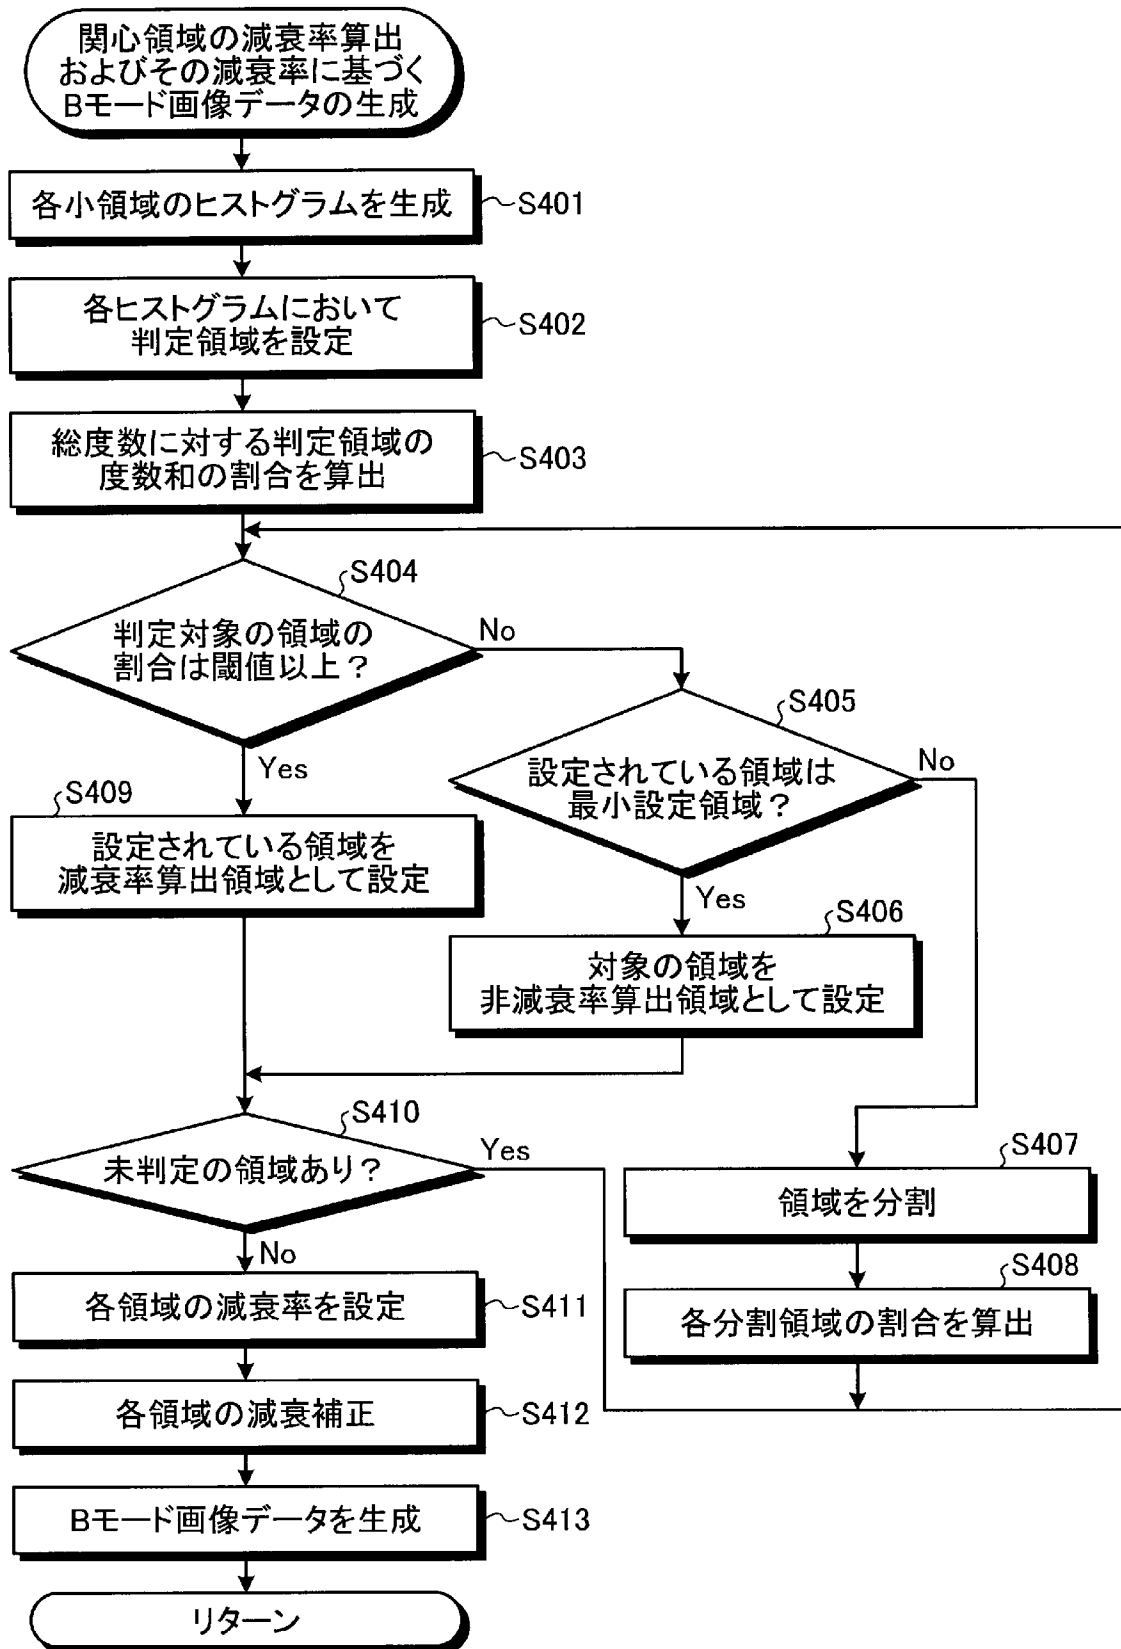 関心領域の減衰率算出
およびその減衰率に基づく
Bモード画像データの生成
各小領域のヒストグラムを生成
S401
各ヒストグラムにおいて
判定領域を設定
S402
総度数に対する判定領域の
度数和の割合を算出
S403
S404
判定対象の領域の
割合は閾値以上？
No
Yes
S405
設定されている領域は
最小設定領域？
No
Yes
S409
設定されている領域を
減衰率算出領域として設定
S406
対象の領域を
非減衰率算出領域として設定
S410
未判定の領域あり？
Yes
No
S407
領域を分割
S408
各分割領域の割合を算出
各領域の減衰率を設定
S411
各領域の減衰補正
S412
Bモード画像データを生成
S413
リターン